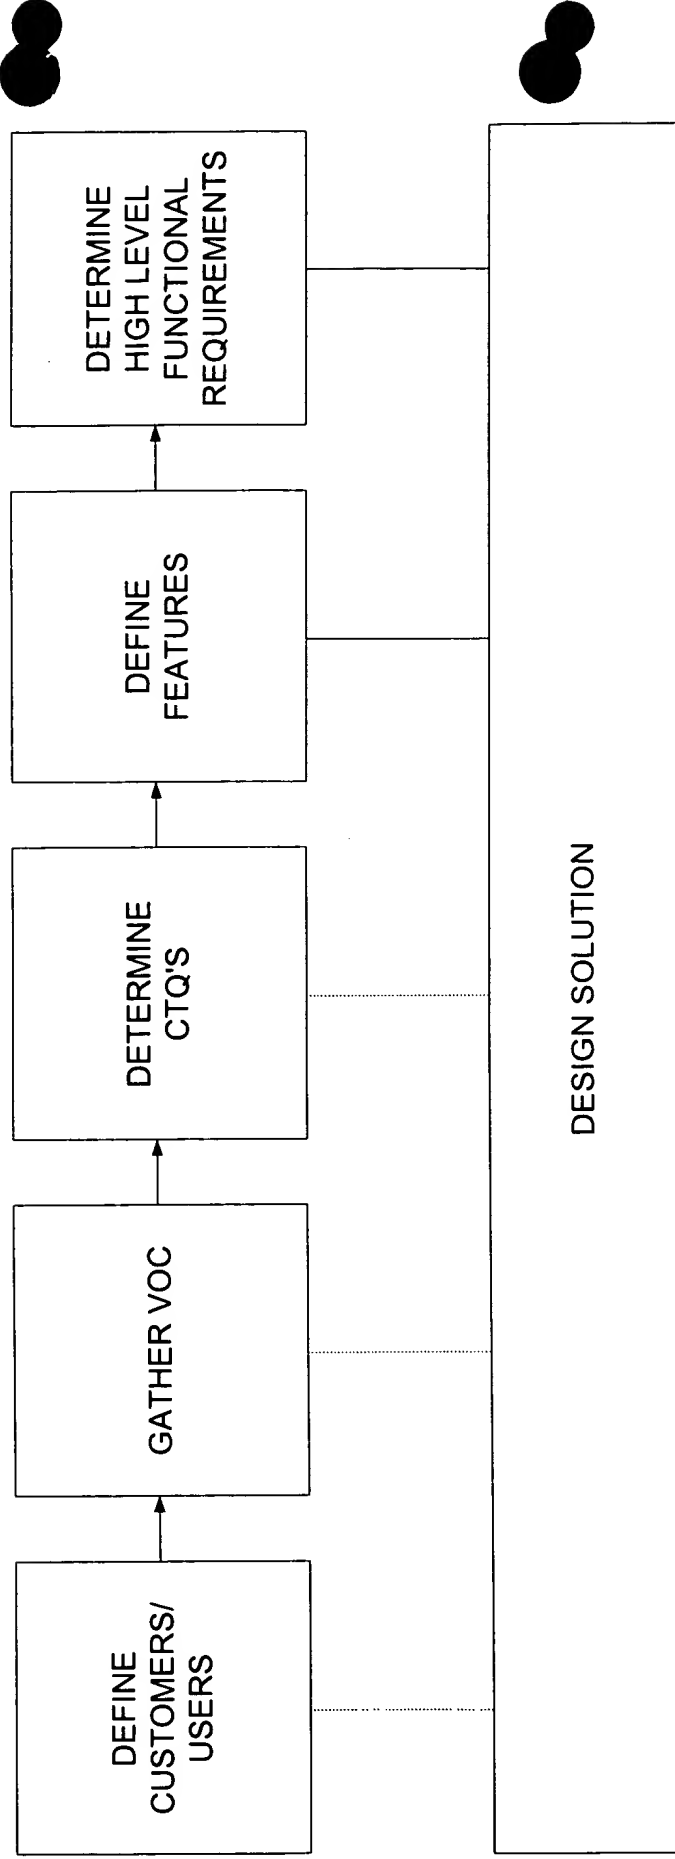 DEFINE
CUSTOMERS/
USERS
GATHER VOC
DETERMINE
CTQ'S
DEFINE
FEATURES
DETERMINE
HIGH LEVEL
FUNCTIONAL
REQUIREMENTS
DESIGN SOLUTION